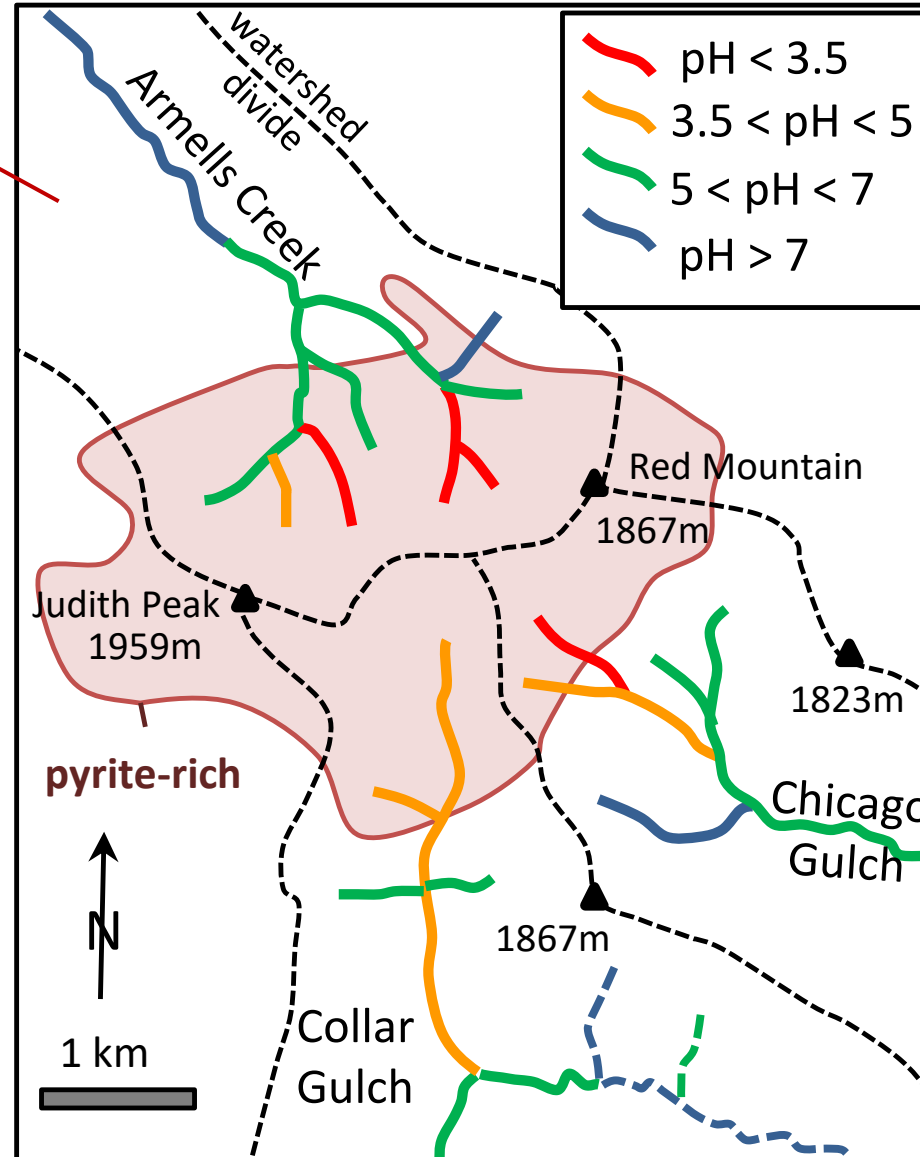 watershed
divide
Armells Creek
pH < 3.5
3.5 < pH < 5
5 < pH < 7
pH > 7
Red Mountain
1867m
Judith Peak
1959m
1823m
pyrite-rich
Chicago
Gulch
N
1867m
Collar
Gulch
1 km